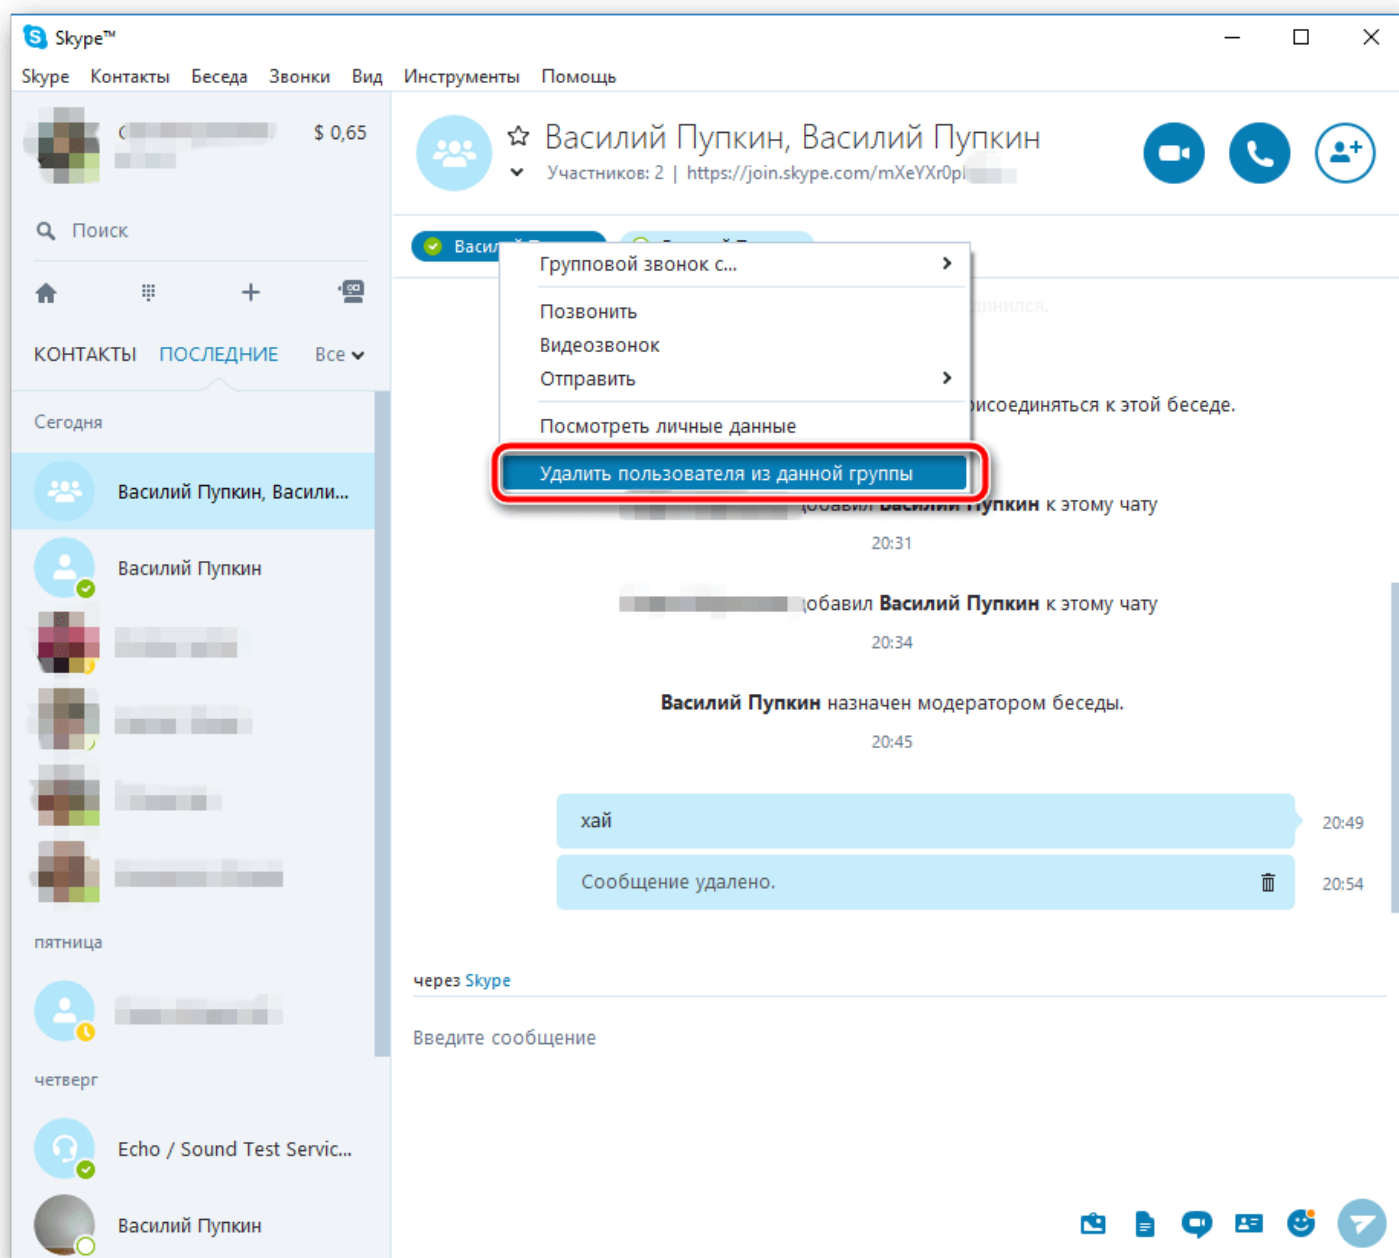 Skype™
Skype Контакты Беседа Звонки Вид Инструменты Помощь
$ 0,65
Поиск
КОНТАКТЫ ПОСЛЕДНИЕ Все
Сегодня
Василий Пупкин, Васили...
Василий Пупкин
пятница
четверг
Echo / Sound Test Servic...
Василий Пупкин
Василий Пупкин, Василий Пупкин
Участников: 2 | https://join.skype.com/mXeYXr0pl
Групповой звонок с...
Позвонить
Видеозвонок
Отправить
Посмотреть личные данные
Удалить пользователя из данной группы
к этой беседе.
добавил Василий Пупкин к этому чату
20:31
добавил Василий Пупкин к этому чату
20:34
Василий Пупкин назначен модератором беседы.
20:45
хай
20:49
Сообщение удалено.
20:54
через Skype
Введите сообщение